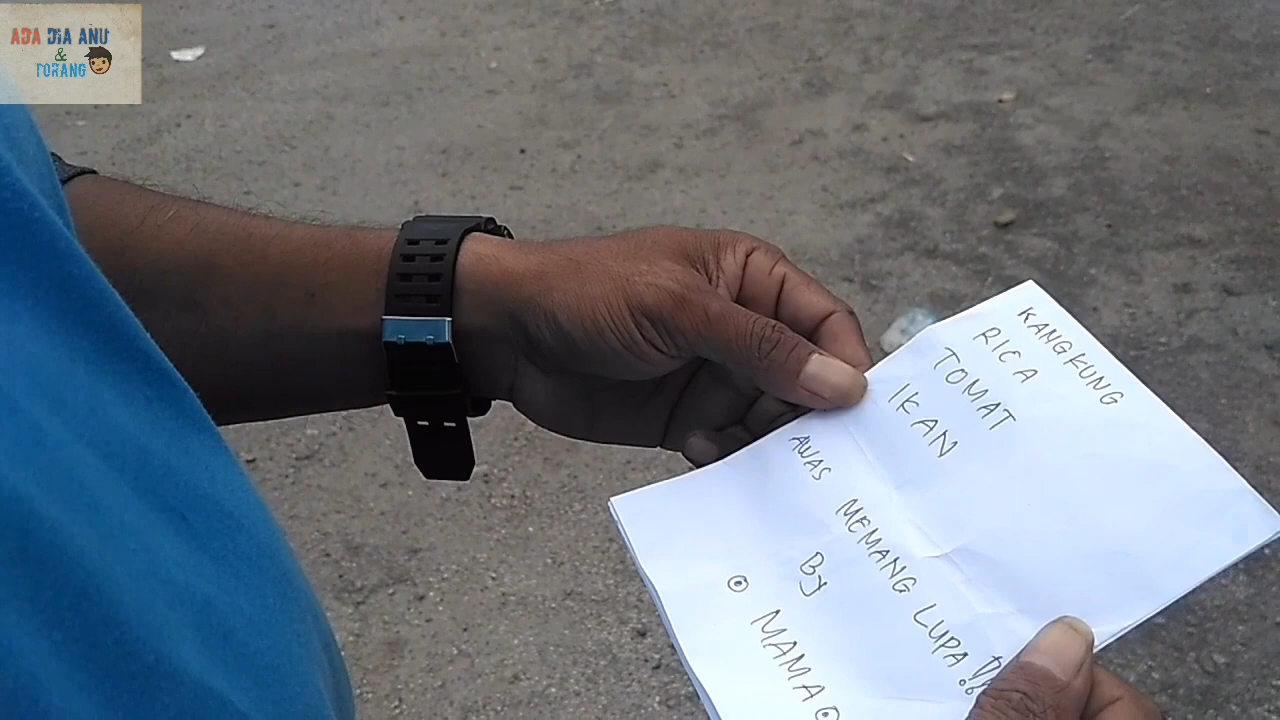 ADA DIA ANU
&
TORANG
KANGKUNG
RICA
TOMAT
IKAN
AWAS MEMANG LUPA!!
By
MAMA